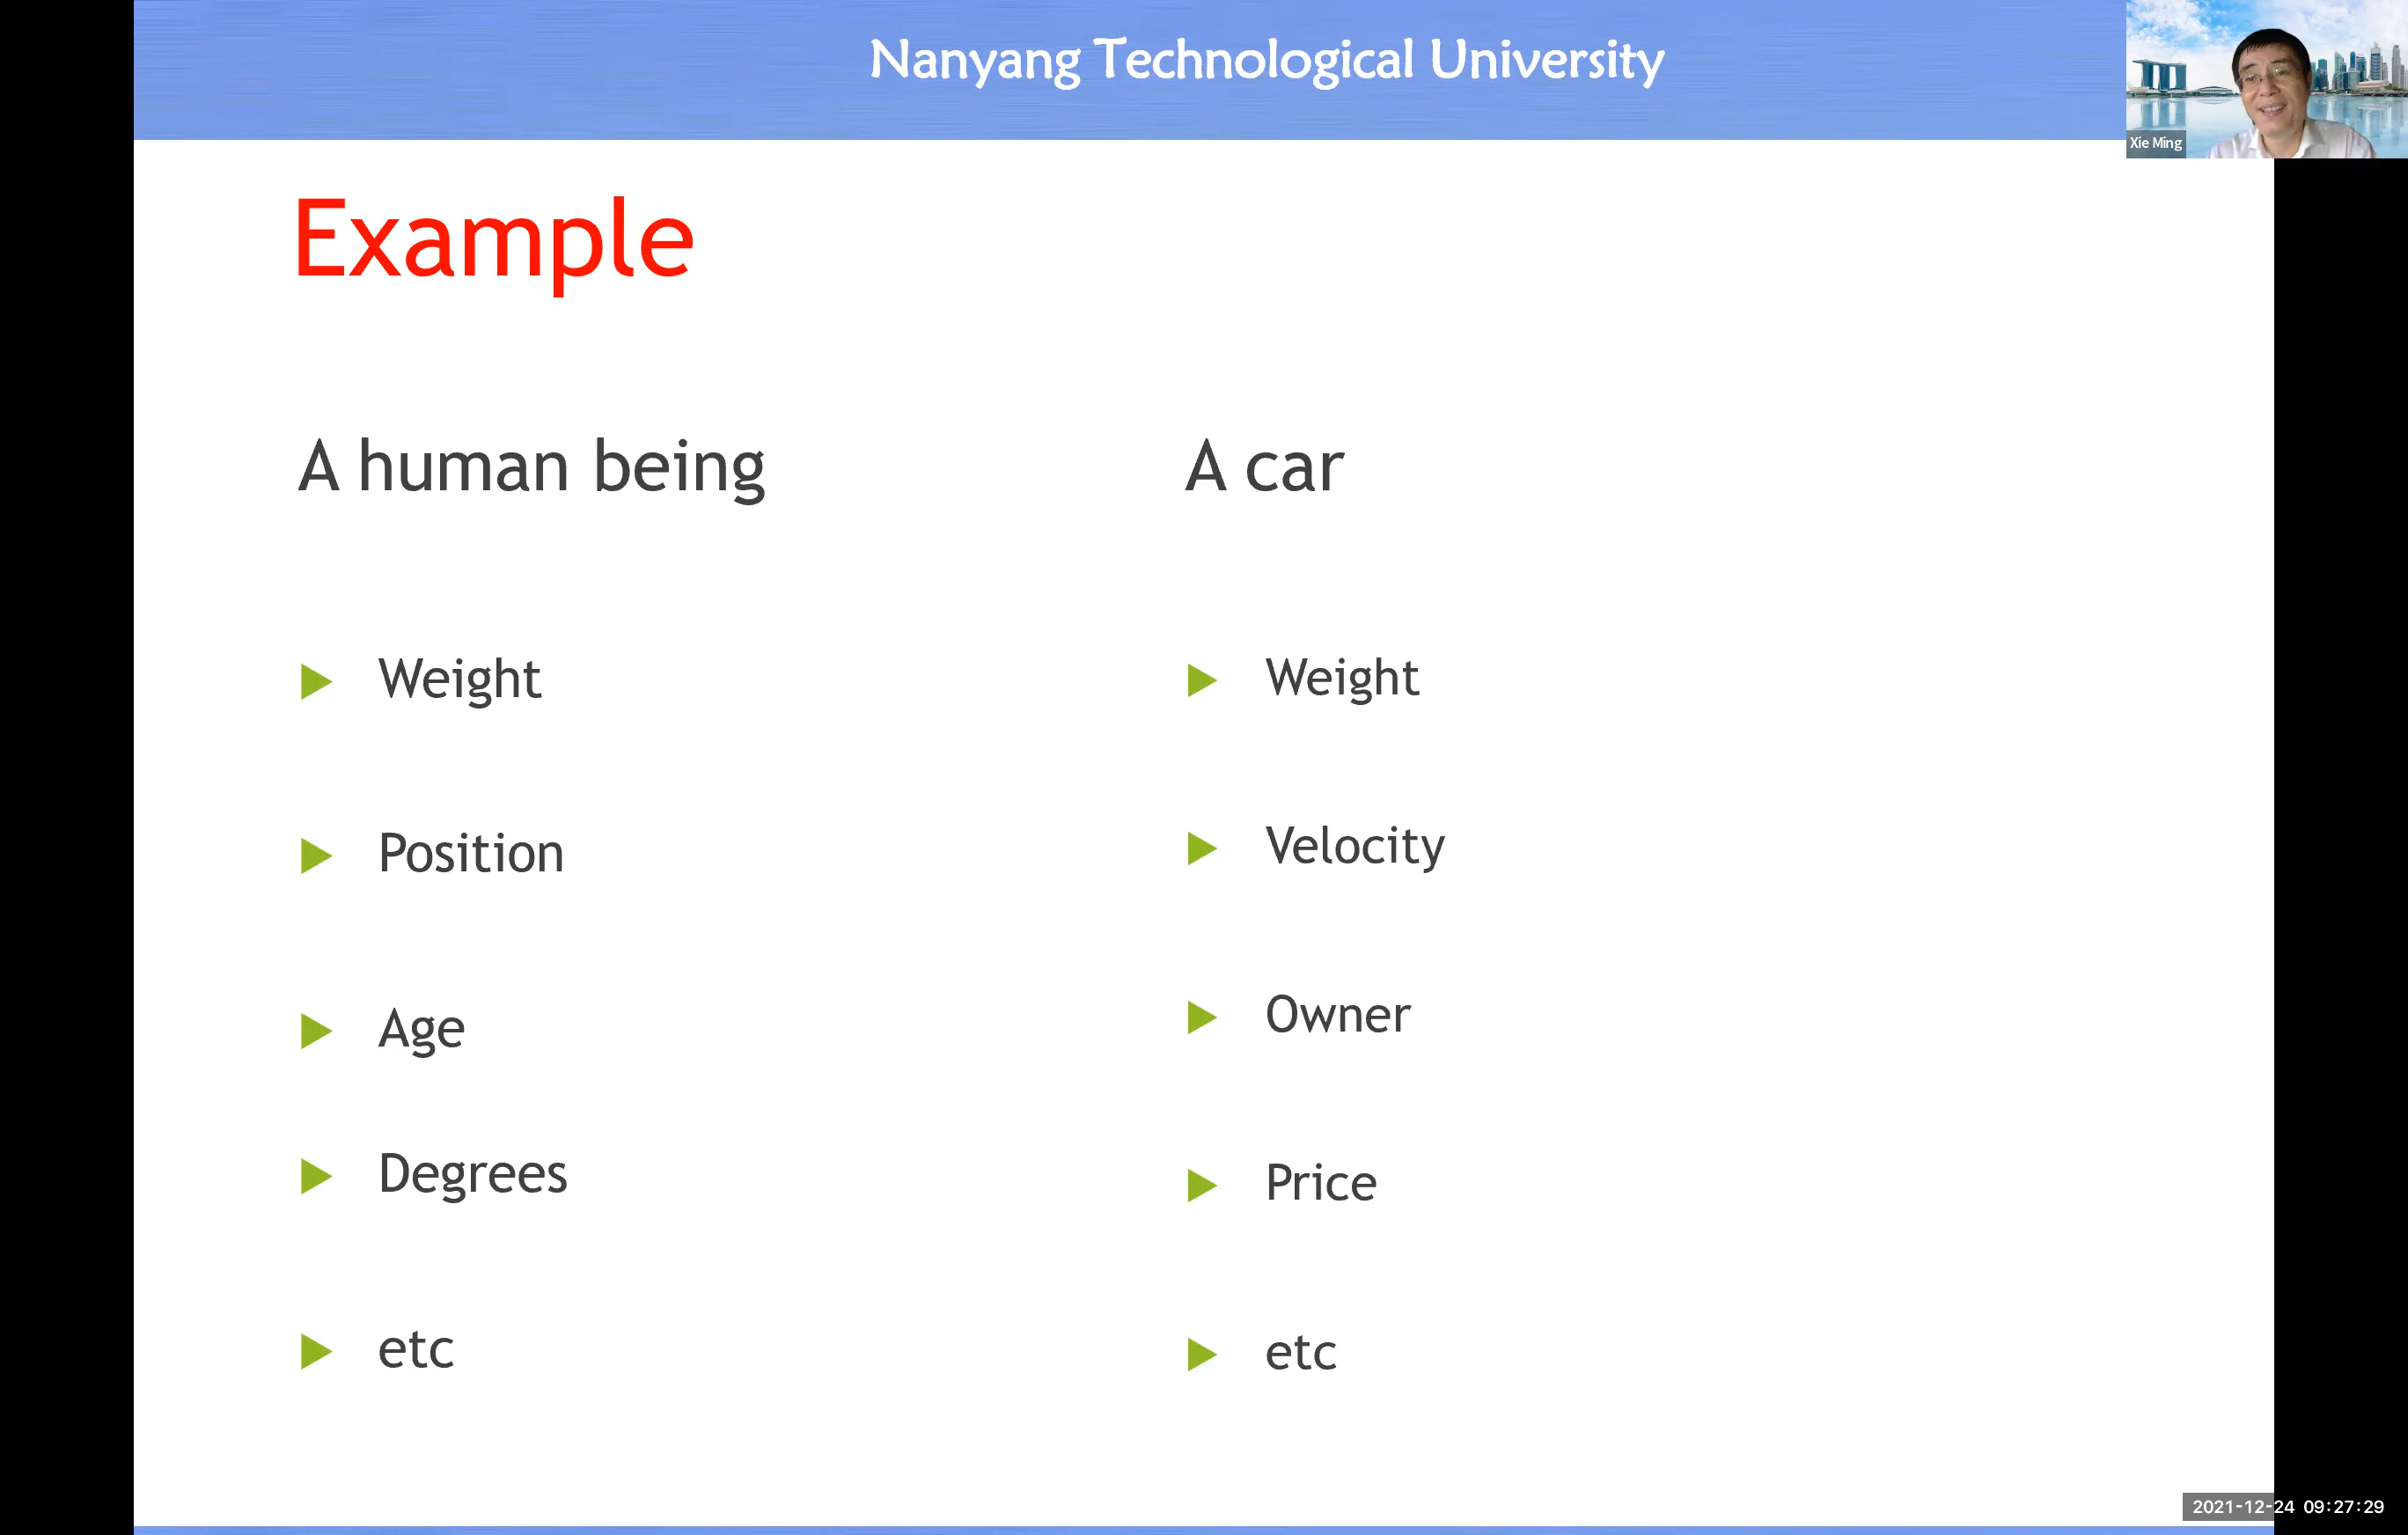 Nanyang Technological University
Xie Ming
Example
A human being
Weight
Position
Age
Degrees
etc
A car
Weight
Velocity
Owner
Price
etc
2021-12-24 09:27:29